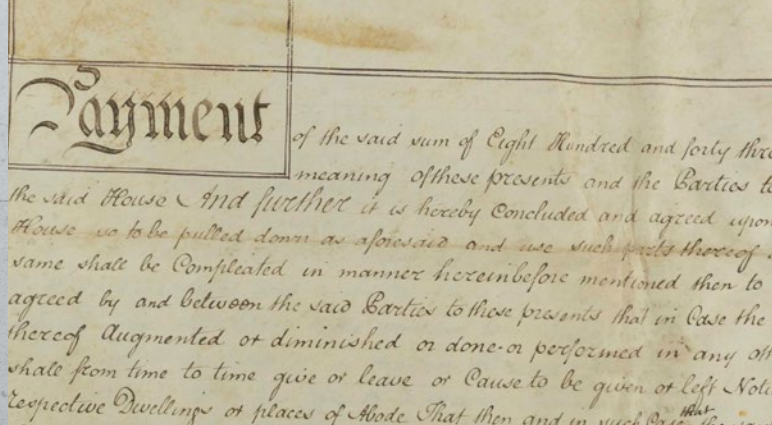 Payment of the said sum of Eight Hundred and forty thre
meaning of these presents and the Parties to
the said House And further it is hereby Concluded and agreed upon
House so to be pulled down as aforesaid and use such parts thereof
same shall be Compleated in manner hereinbefore mentioned then to
agreed by and between the said Parties to these presents that in Case the
thereof Augmented or diminished or done or performed in any oth
shall from time to time give or leave or Cause to be given or left Noti
respective Dwellings or places of Abode That then and in such Case that the